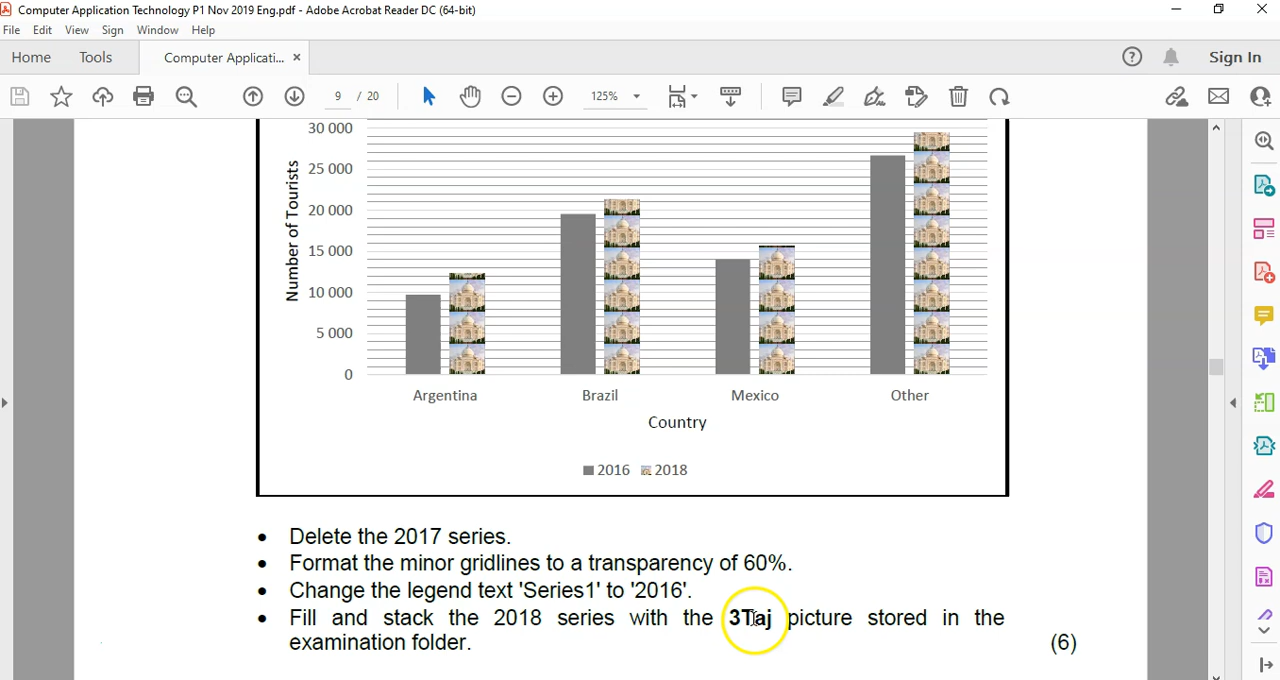 Computer Application Technology P1 Nov 2019 Eng.pdf - Adobe Acrobat Reader DC (64-bit)
File Edit View Sign Window Help
Home Tools Computer Applicati... × Sign In
9 / 20 125%
30 000
25 000
20 000
15 000
10 000
5 000
0
Number of Tourists
Argentina Brazil Mexico Other
Country
2016 2018
• Delete the 2017 series.
• Format the minor gridlines to a transparency of 60%.
• Change the legend text 'Series1' to '2016'.
• Fill and stack the 2018 series with the 3Taj picture stored in the
examination folder. (6)